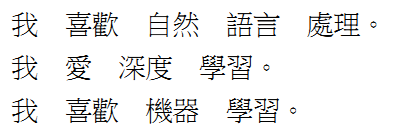 我 喜歡 自然 語言 處理。
我 愛 深度 學習。
我 喜歡 機器 學習。